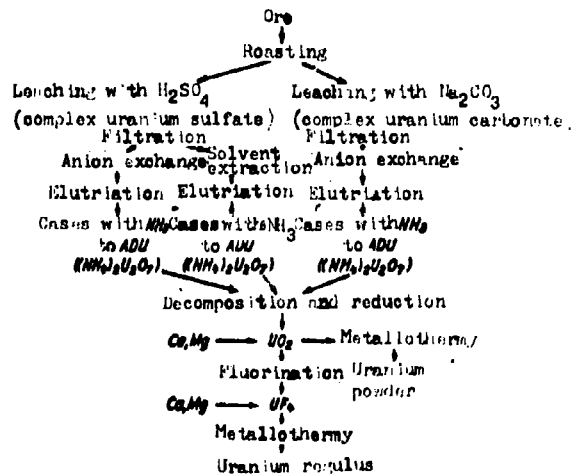 Ore
Roasting
Leaching with H2SO4 Leaching with Na2CO3
(complex uranium sulfate) (complex uranium carbonate.
Filtration Filtration
Anion exchange Solvent extraction Anion exchange
Elutriation Elutriation Elutriation
Cases with NH3 Cases with NH3 Cases with NH3
to ADU to ADU to ADU
((NH4)2U2O7) ((NH4)2U2O7) ((NH4)2U2O7)
Decomposition and reduction
Ca,Mg UO2 Metallothermy
Fluorination Uranium
powder
Ca,Mg UF4
Metallothermy
Uranium regulus